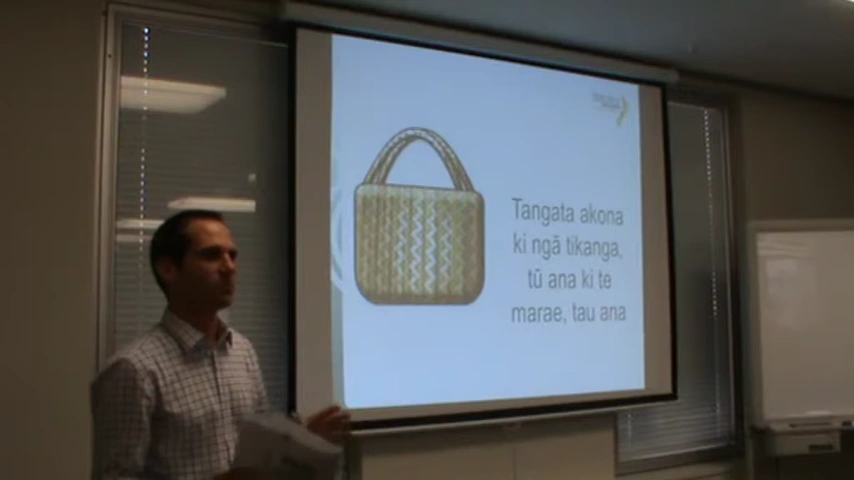 Tangata akona
ki ngā tikanga,
tū ana ki te
marae, tau ana